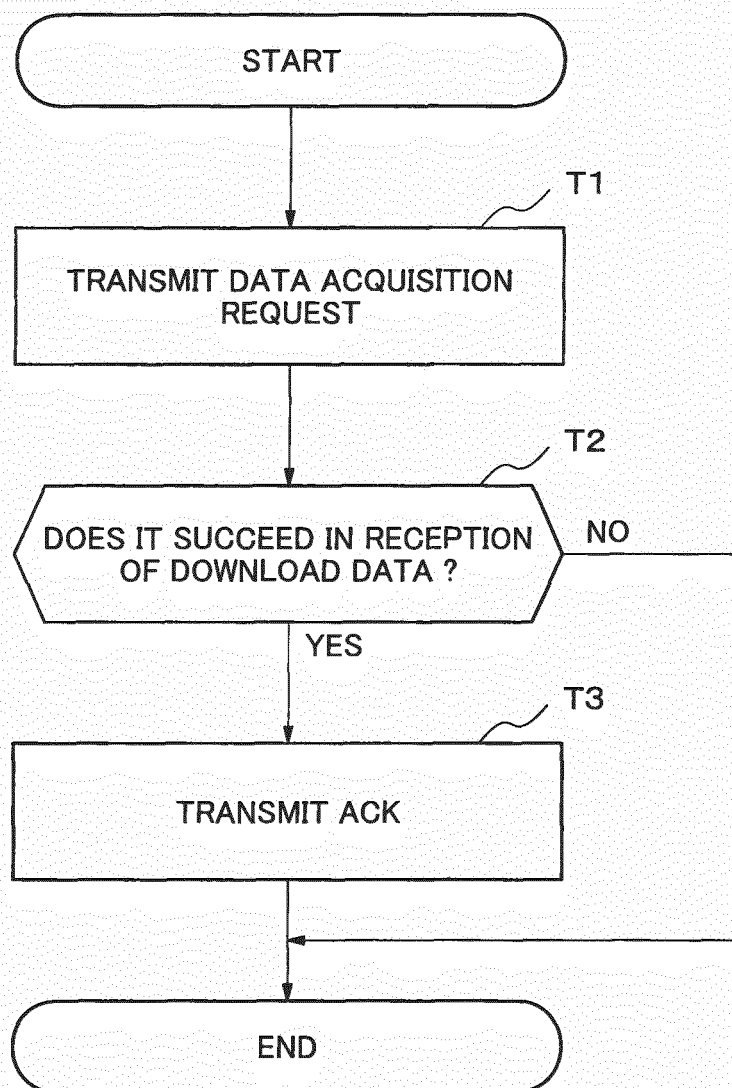 START
T1
TRANSMIT DATA ACQUISITION
REQUEST
T2
DOES IT SUCCEED IN RECEPTION
OF DOWNLOAD DATA ?
NO
YES
T3
TRANSMIT ACK
END